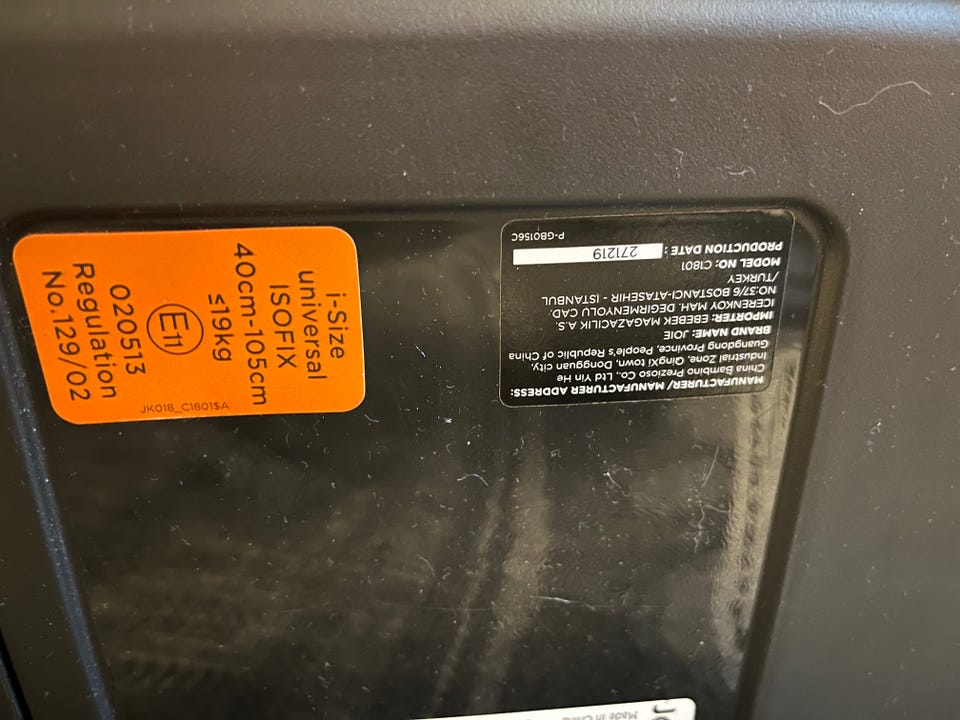 i-Size
universal
ISOFIX
40cm-105cm
≤19kg
E11
020513
Regulation
No.129/02
JK018_C1801$A
MANUFACTURER/ MANUFACTURER ADDRESS:
China Bambino Prezioso Co., Ltd Yin He
Industrial Zone, Qingxi town, Dongguan city,
Guangdong Province, People's Republic of China
BRAND NAME: JOIE
IMPORTER: EBEBEK MAGAZACILIK A.S.
ICERENKOY MAH. DEGIRMENYOLU CAD
NO:37/6 BOSTANCI-ATASEHIR - ISTANBUL
/TURKEY
MODEL NO: C1801
PRODUCTION DATE: 271219
P-GB0156C
Made in China